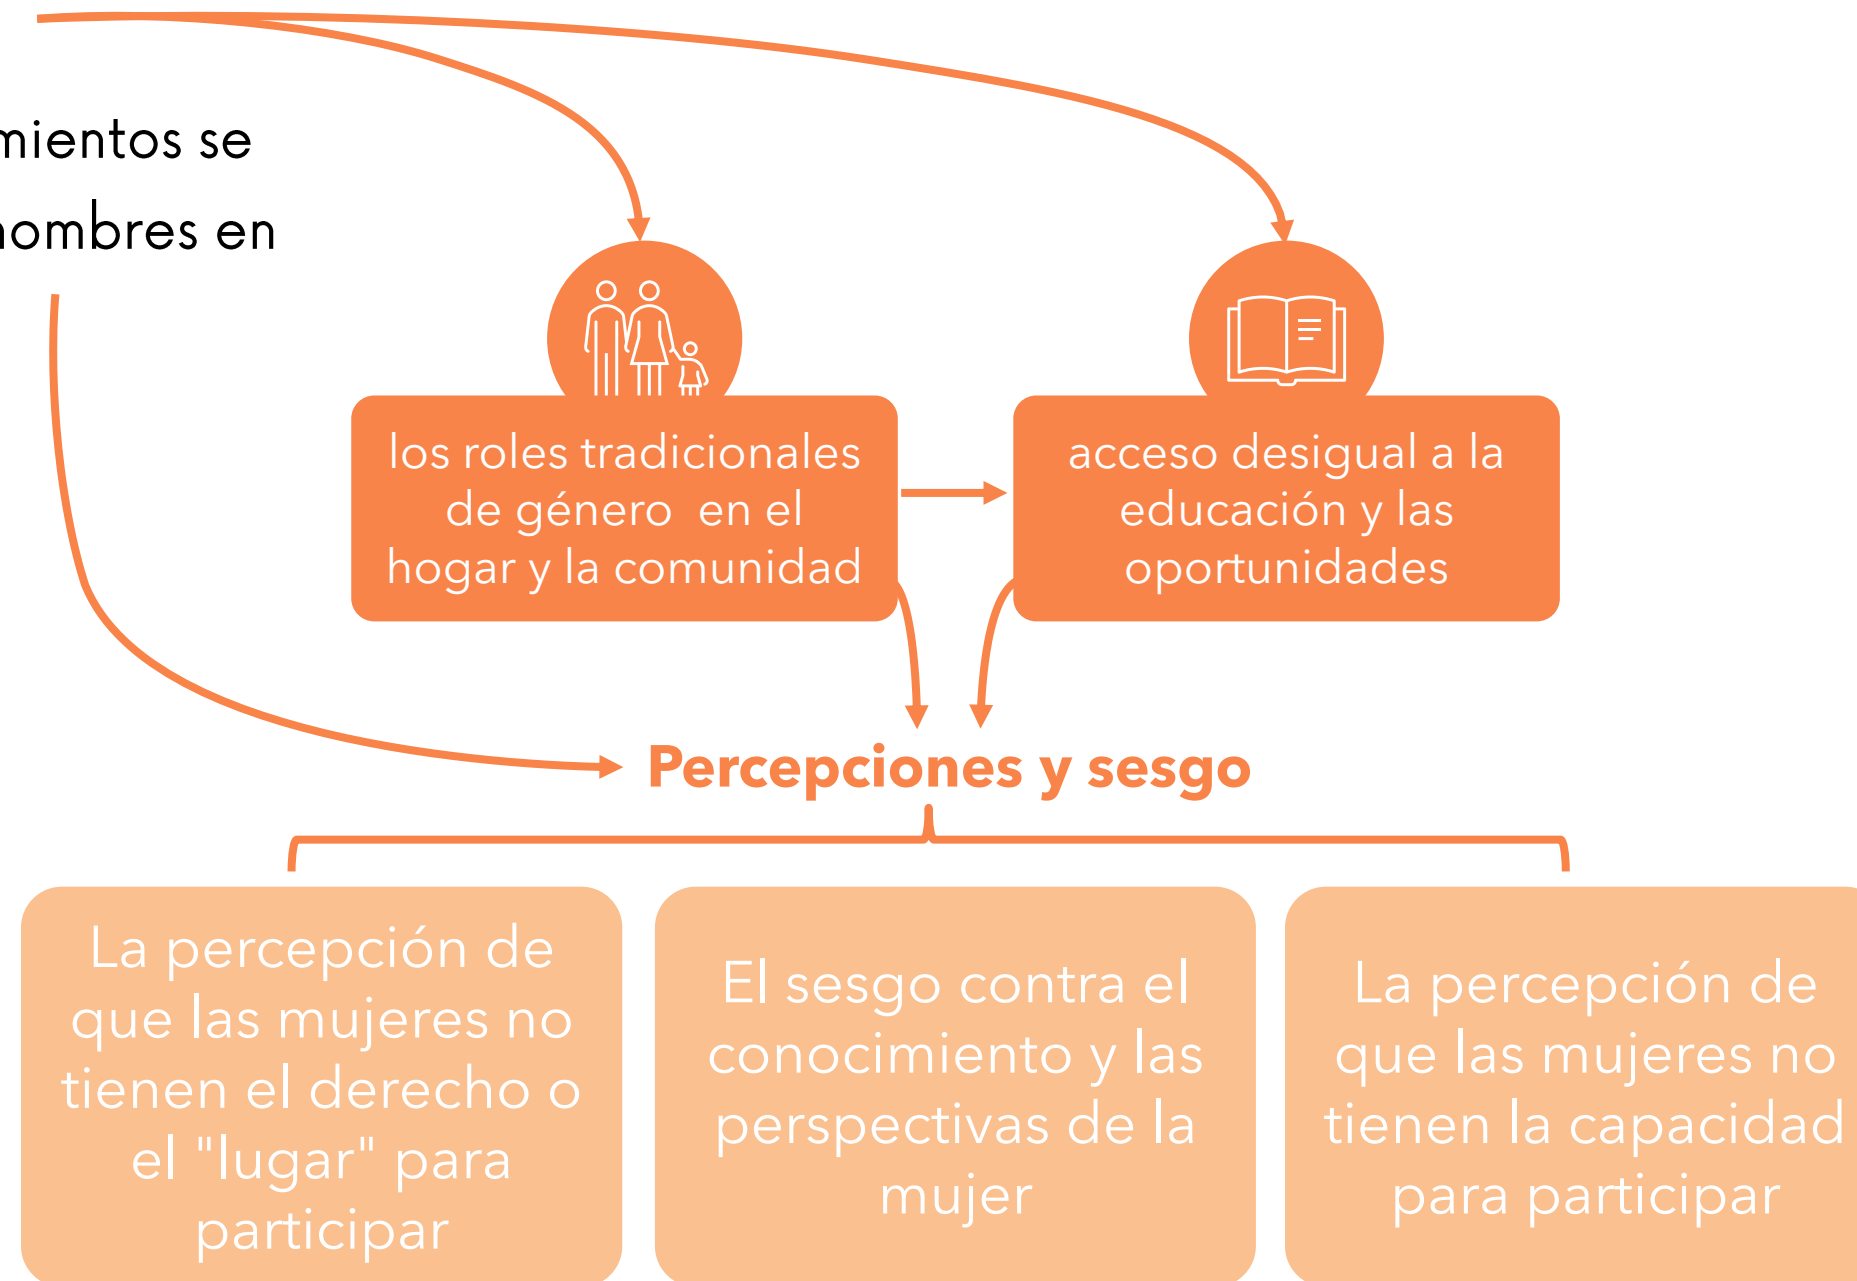 mientos se
hombres en
los roles tradicionales
de género  en el
hogar y la comunidad
acceso desigual a la
educación y las
oportunidades
Percepciones y sesgo
La percepción de
que las mujeres no
tienen el derecho o
el "lugar" para
participar
El sesgo contra el
conocimiento y las
perspectivas de la
mujer
La percepción de
que las mujeres no
tienen la capacidad
para participar